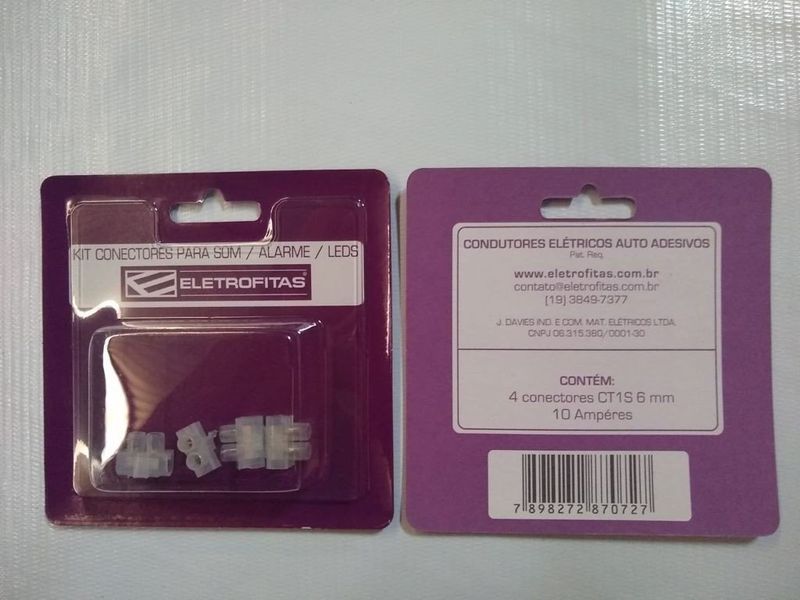 KIT CONECTORES PARA SOM / ALARME / LEDS
ELETROFITAS®
CONDUTORES ELÉTRICOS AUTO ADESIVOS
Pat. Req.
www.eletrofitas.com.br
contato@eletrofitas.com.br
(19) 3849-7377
J. DAVIES IND. E COM. MAT. ELÉTRICOS LTDA.
CNPJ 06.315.380/0001-30
CONTÉM:
4 conectores CT1S 6 mm
10 Ampéres
7 898272 870727